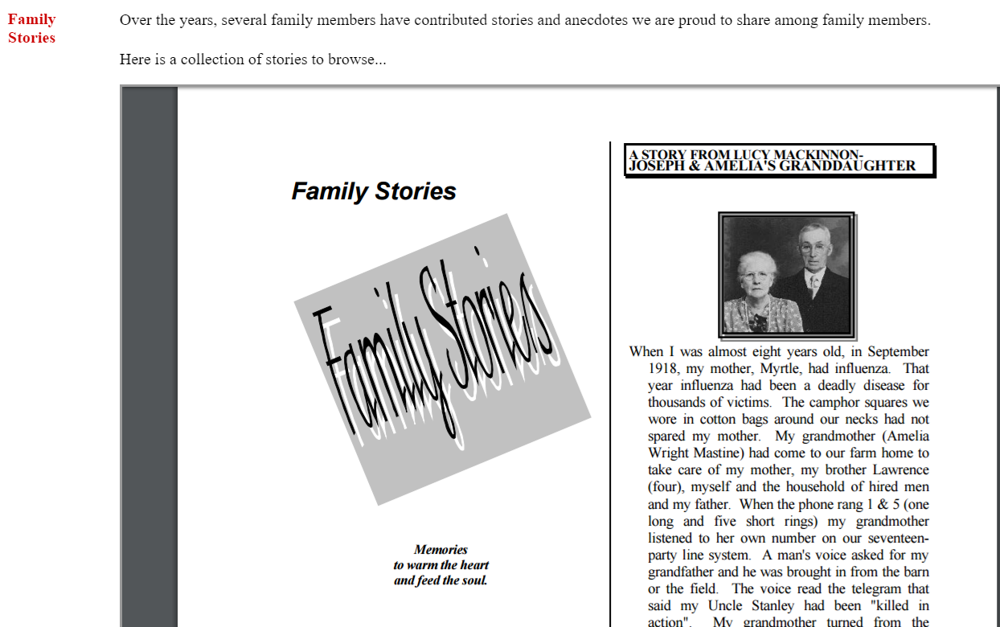 Family
Stories
Over the years, several family members have contributed stories and anecdotes we are proud to share among family members.
Here is a collection of stories to browse...
Family Stories
Family Stories
Memories
to warm the heart
and feed the soul.
A STORY FROM LUCY MACKINNON-
JOSEPH & AMELIA'S GRANDDAUGHTER
When I was almost eight years old, in September
1918, my mother, Myrtle, had influenza. That
year influenza had been a deadly disease for
thousands of victims. The camphor squares we
wore in cotton bags around our necks had not
spared my mother. My grandmother (Amelia
Wright Mastine) had come to our farm home to
take care of my mother, my brother Lawrence
(four), myself and the household of hired men
and my father. When the phone rang 1 & 5 (one
long and five short rings) my grandmother
listened to her own number on our seventeen-
party line system. A man's voice asked for my
grandfather and he was brought in from the barn
or the field. The voice read the telegram that
said my Uncle Stanley had been "killed in
action". My grandmother turned from the